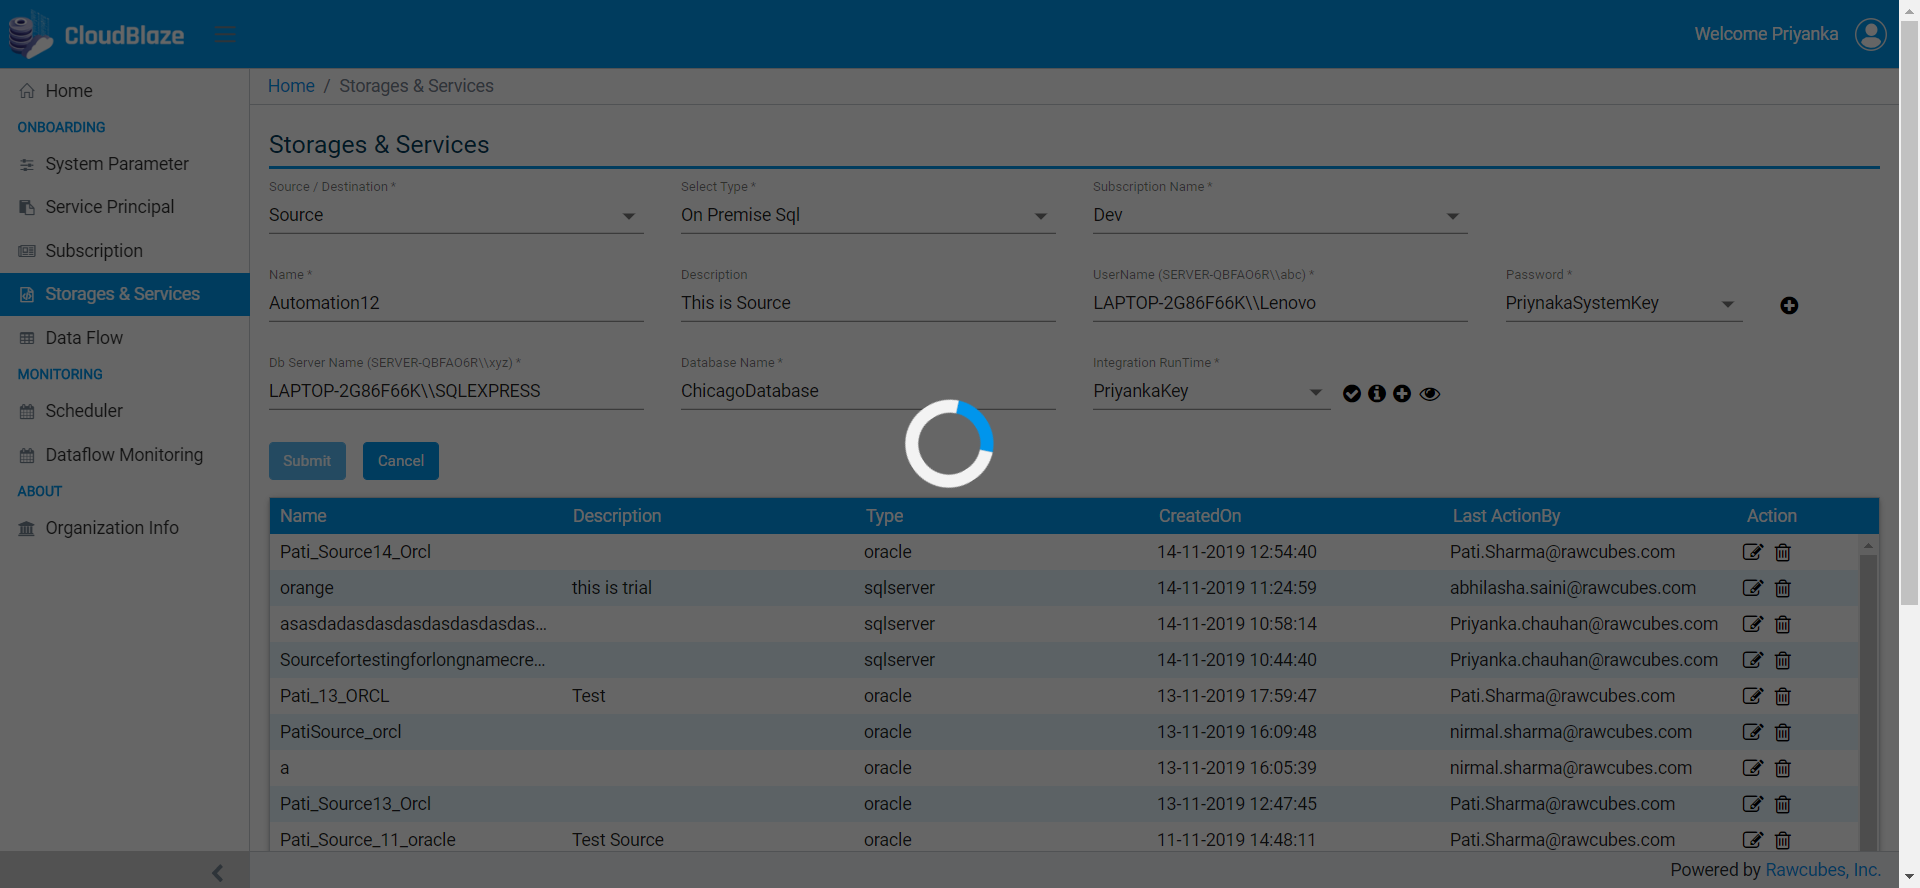 CloudBlaze
Welcome Priyanka
Home
ONBOARDING
System Parameter
Service Principal
Subscription
Storages & Services
Data Flow
MONITORING
Scheduler
Dataflow Monitoring
ABOUT
Organization Info
Home / Storages & Services
Storages & Services
Source / Destination * Select Type * Subscription Name *
Source On Premise Sql Dev
Name * Description UserName (SERVER-QBFAO6R\\abc) * Password *
Automation12 This is Source LAPTOP-2G86F66K\\Lenovo PriynakaSystemKey
Db Server Name (SERVER-QBFAO6R\\xyz) * Database Name * Integration RunTime *
LAPTOP-2G86F66K\\SQLEXPRESS ChicagoDatabase PriyankaKey
Submit Cancel
Name Description Type CreatedOn Last ActionBy Action
Pati_Source14_Orcl oracle 14-11-2019 12:54:40 Pati.Sharma@rawcubes.com
orange this is trial sqlserver 14-11-2019 11:24:59 abhilasha.saini@rawcubes.com
asasdadasdasdasdasdasdasdas... sqlserver 14-11-2019 10:58:14 Priyanka.chauhan@rawcubes.com
Sourcefortestingforlongnamecre... sqlserver 14-11-2019 10:44:40 Priyanka.chauhan@rawcubes.com
Pati_13_ORCL Test oracle 13-11-2019 17:59:47 Pati.Sharma@rawcubes.com
PatiSource_orcl oracle 13-11-2019 16:09:48 nirmal.sharma@rawcubes.com
a oracle 13-11-2019 16:05:39 nirmal.sharma@rawcubes.com
Pati_Source13_Orcl oracle 13-11-2019 12:47:45 Pati.Sharma@rawcubes.com
Pati_Source_11_oracle Test Source oracle 11-11-2019 14:48:11 Pati.Sharma@rawcubes.com
Powered by Rawcubes, Inc.